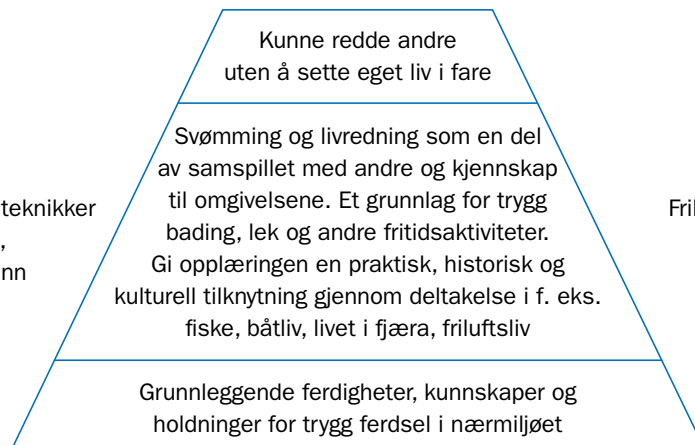 Kunne redde andre
uten å sette eget liv i fare
Svømming og livredning som en del
av samspillet med andre og kjennskap
til omgivelsene. Et grunnlag for trygg
bading, lek og andre fritidsaktiviteter.
Gi opplæringen en praktisk, historisk og
kulturell tilknytning gjennom deltakelse i f. eks.
fiske, båtliv, livet i fjæra, friluftsliv
teknikker
,
nn
Fril
Grunnleggende ferdigheter, kunnskaper og
holdninger for trygg ferdsel i nærmiljøet